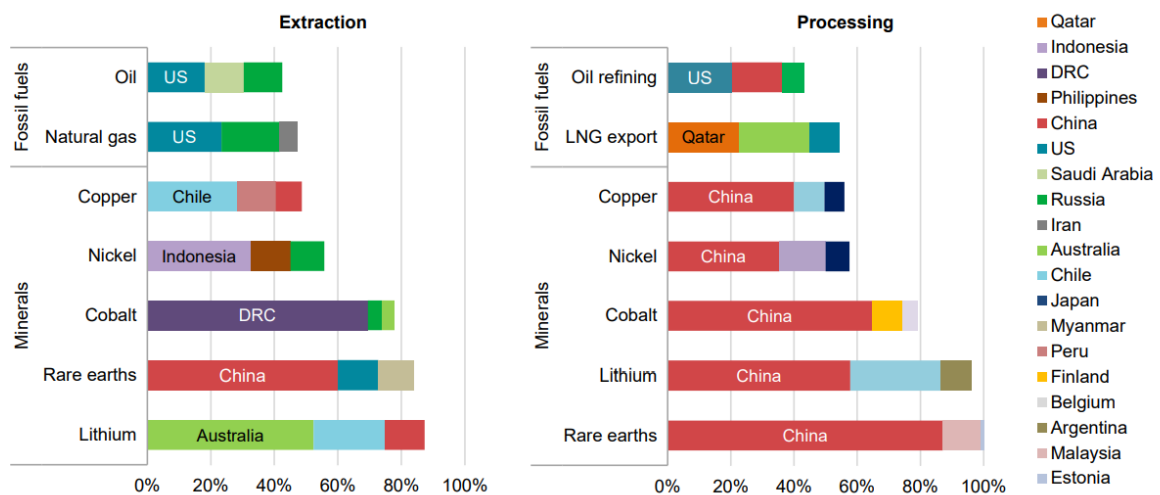 Extraction
Fossil fuels
Oil
US
Natural gas
US
Minerals
Copper
Chile
Nickel
Indonesia
Cobalt
DRC
Rare earths
China
Lithium
Australia
0% 20% 40% 60% 80% 100%
Processing
Fossil fuels
Oil refining
US
LNG export
Qatar
Minerals
Copper
China
Nickel
China
Cobalt
China
Lithium
China
Rare earths
China
0% 20% 40% 60% 80% 100%
Qatar
Indonesia
DRC
Philippines
China
US
Saudi Arabia
Russia
Iran
Australia
Chile
Japan
Myanmar
Peru
Finland
Belgium
Argentina
Malaysia
Estonia